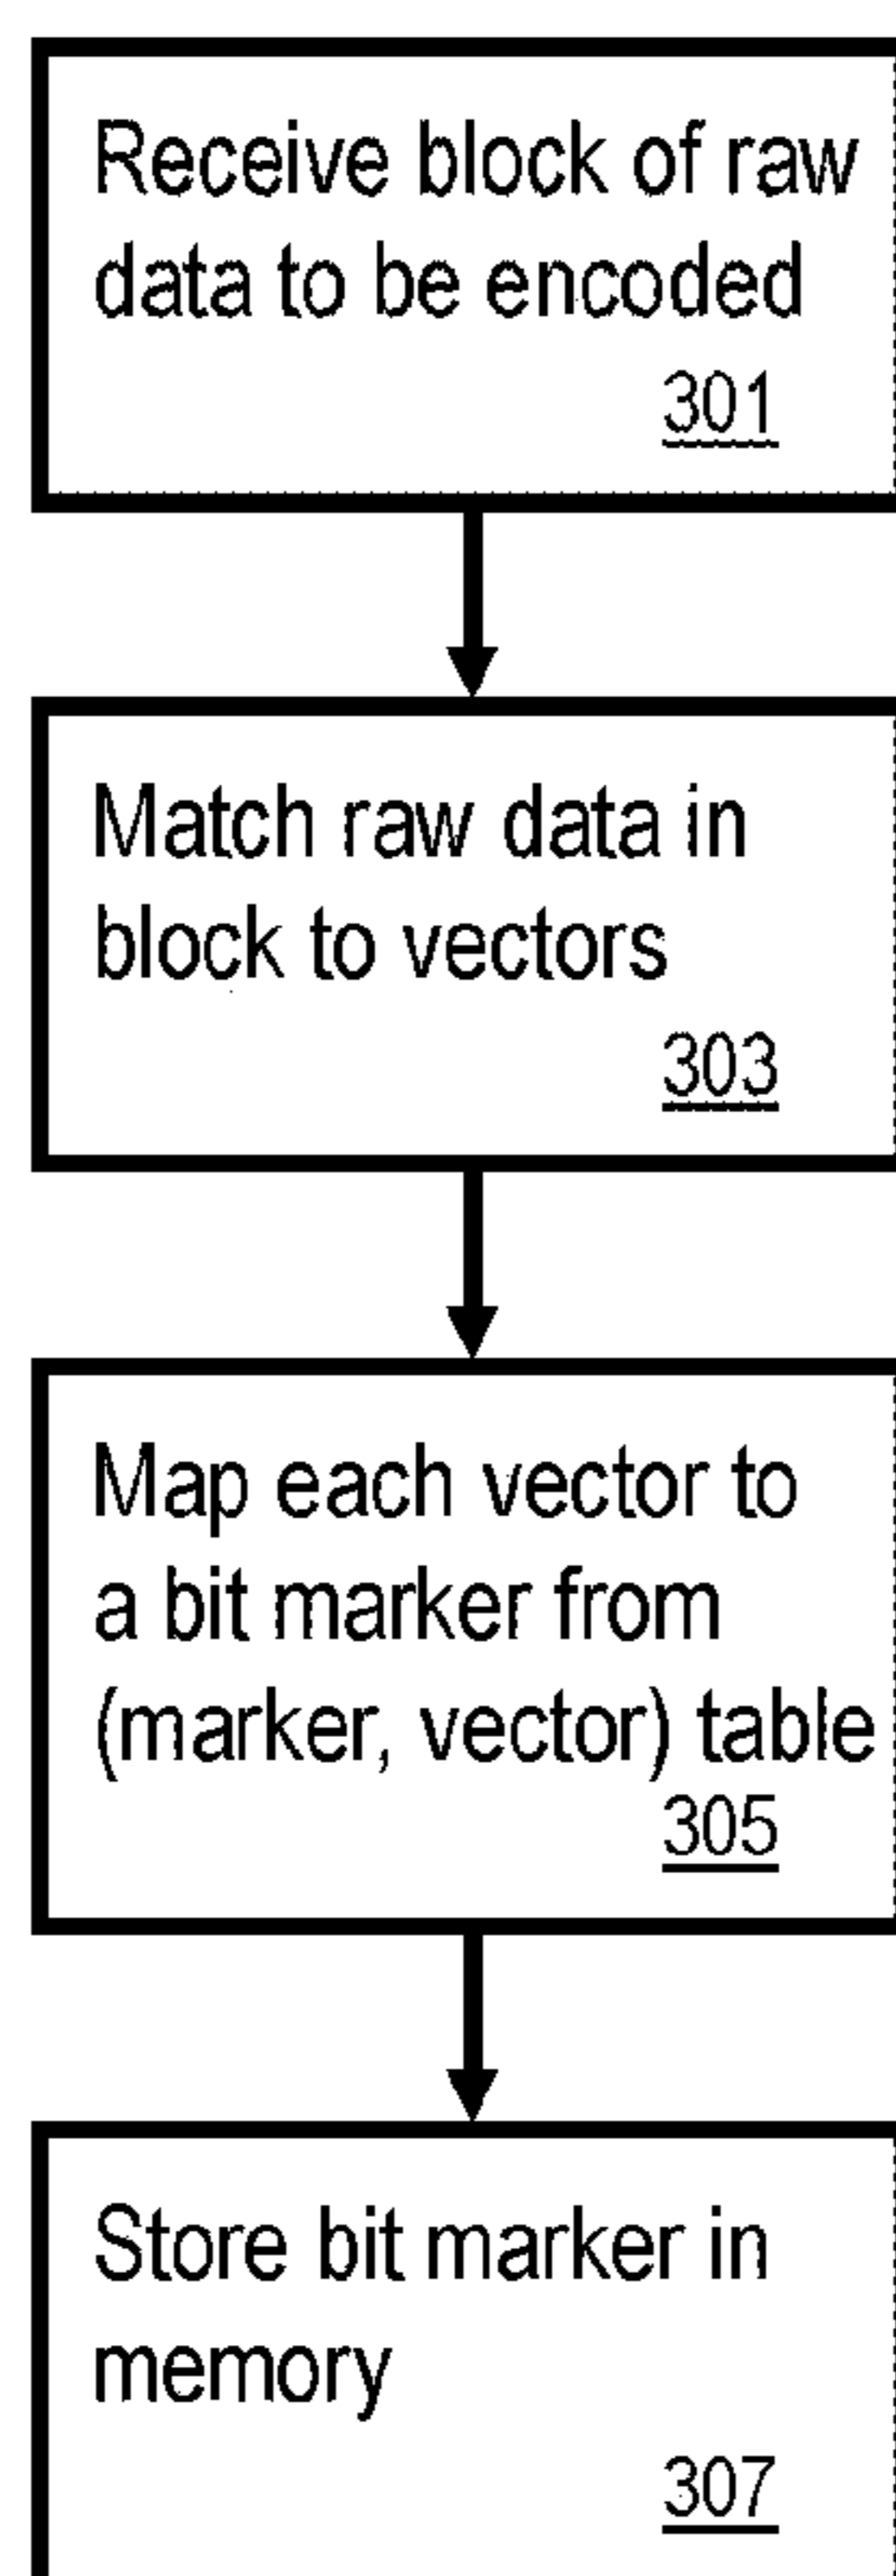 Receive block of raw
data to be encoded
301
Match raw data in
block to vectors
303
Map each vector to
a bit marker from
(marker, vector) table
305
Store bit marker in
memory
307